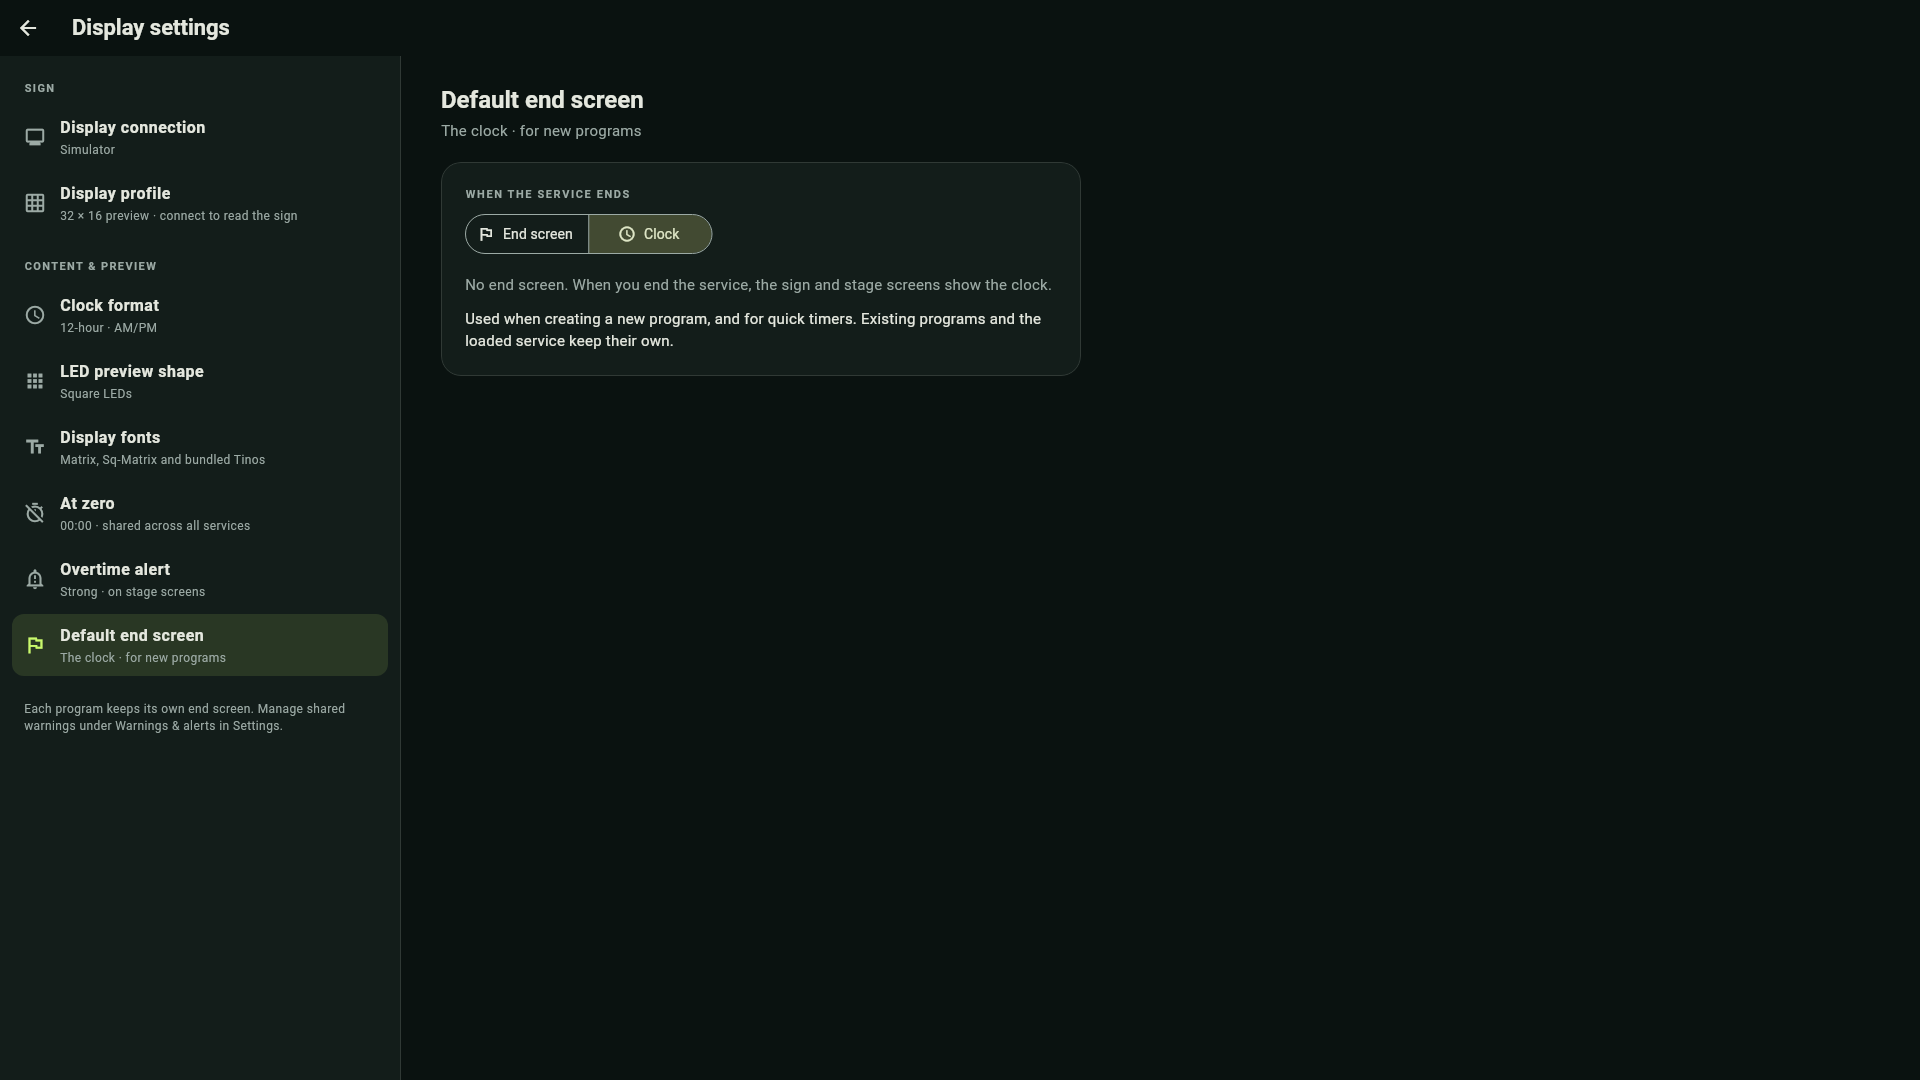 Display settings
SIGN
Display connection
Simulator
Display profile
32 × 16 preview · connect to read the sign
CONTENT & PREVIEW
Clock format
12-hour · AM/PM
LED preview shape
Square LEDs
Display fonts
Matrix, Sq-Matrix and bundled Tinos
At zero
00:00 · shared across all services
Overtime alert
Strong · on stage screens
Default end screen
The clock · for new programs
Each program keeps its own end screen. Manage shared
warnings under Warnings & alerts in Settings.
Default end screen
The clock · for new programs
WHEN THE SERVICE ENDS
End screen
Clock
No end screen. When you end the service, the sign and stage screens show the clock.
Used when creating a new program, and for quick timers. Existing programs and the
loaded service keep their own.